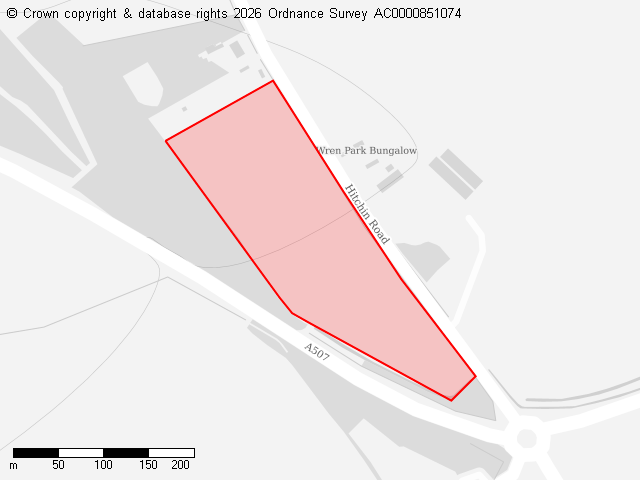 © Crown copyright & database rights 2026 Ordnance Survey AC0000851074
Wren Park Bungalow
Hitchin Road
A507
m 50 100 150 200